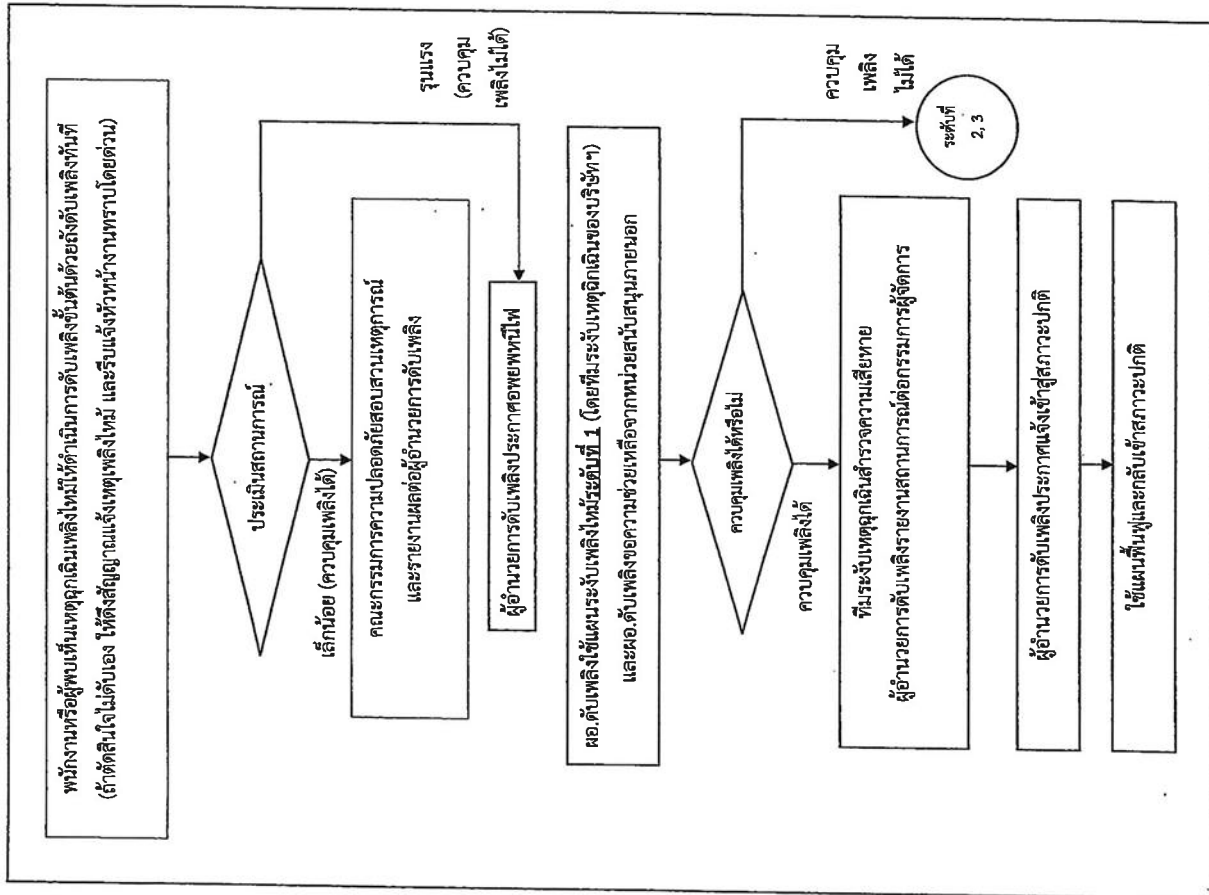 พนักงานหรือผู้พบเห็นเหตุฉุกเฉินเพลิงไหม้ให้ดำเนินการดับเพลิงขั้นต้นด้วยถังดับเพลิงทันที
(ถ้าตัดสินใจไม่ดับเอง ให้ดึงสัญญาณแจ้งเหตุเพลิงไหม้ และรีบแจ้งหัวหน้างานทราบโดยด่วน)
ประเมินสถานการณ์
รุนแรง
(ควบคุม
เพลิงไม่ได้)
เล็กน้อย (ควบคุมเพลิงได้)
คณะกรรมการความปลอดภัยสอบสวนเหตุการณ์
และรายงานผลต่อผู้อำนวยการดับเพลิง
ผู้อำนวยการดับเพลิงประกาศอพยพหนีไฟ
ผอ.ดับเพลิงใช้แผนระงับเพลิงไหม้ระดับที่ 1 (โดยทีมระงับเหตุฉุกเฉินของบริษัทฯ)
และผอ.ดับเพลิงขอความช่วยเหลือจากหน่วยสนับสนุนภายนอก
ควบคุมเพลิงได้หรือไม่
ควบคุม
เพลิง
ไม่ได้
ระดับที่
2, 3
ควบคุมเพลิงได้
ทีมระงับเหตุฉุกเฉินสำรวจความเสียหาย
ผู้อำนวยการดับเพลิงรายงานสถานการณ์ต่อกรรมการผู้จัดการ
ผู้อำนวยการดับเพลิงประกาศแจ้งเข้าสู่สภาวะปกติ
ใช้แผนฟื้นฟูและกลับเข้าสภาวะปกติ